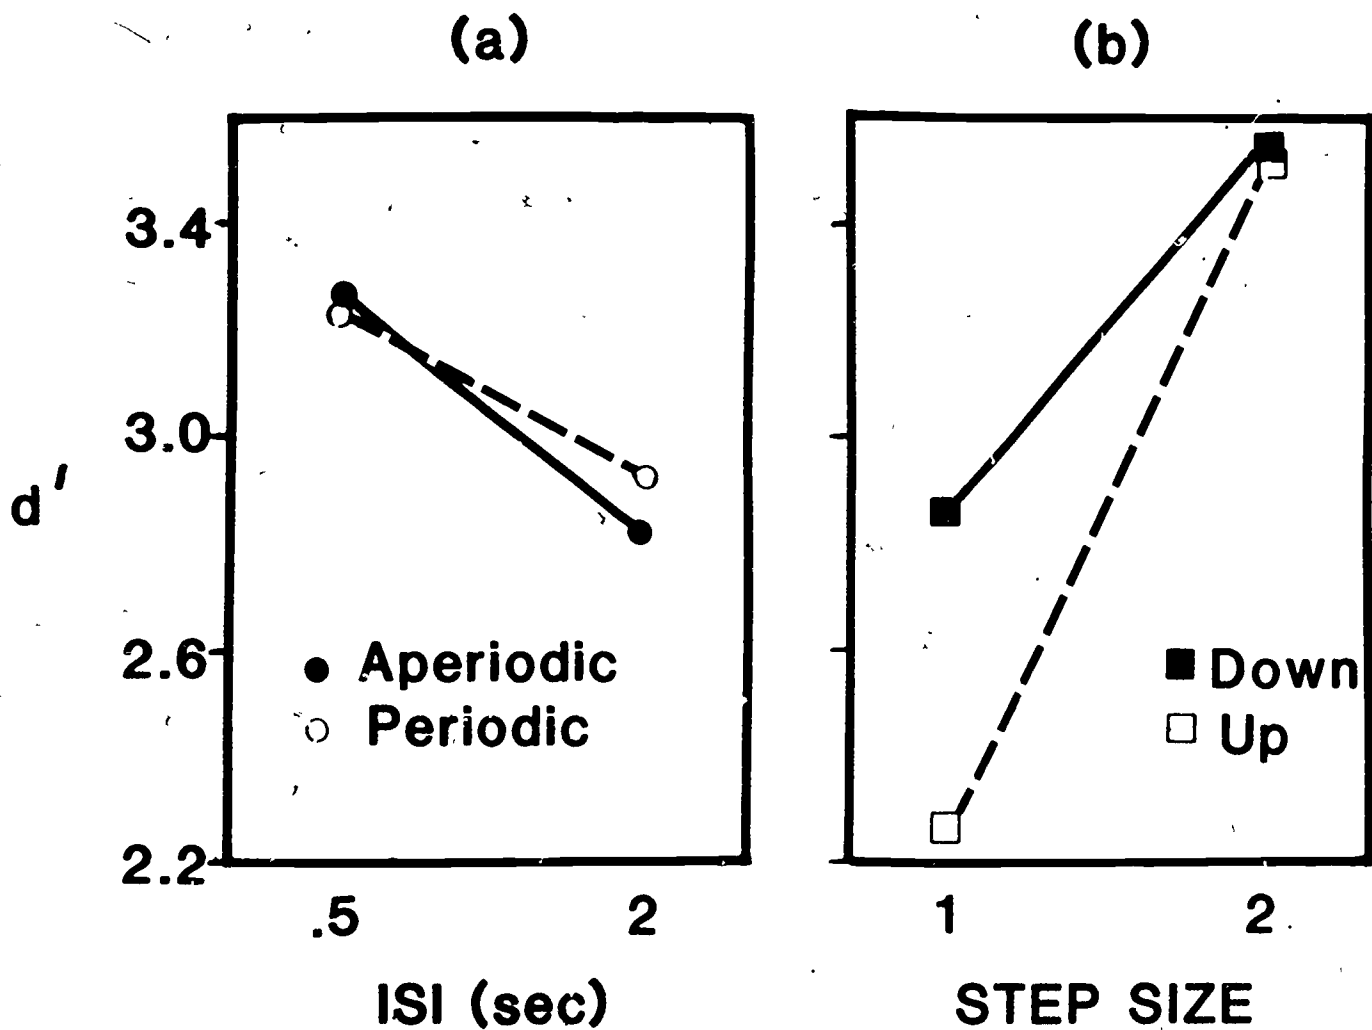 (a)
(b)
3.4
3.0
d′
2.6
2.2
Aperiodic
Periodic
Down
Up
.5 2
1 2
ISI (sec)
STEP SIZE